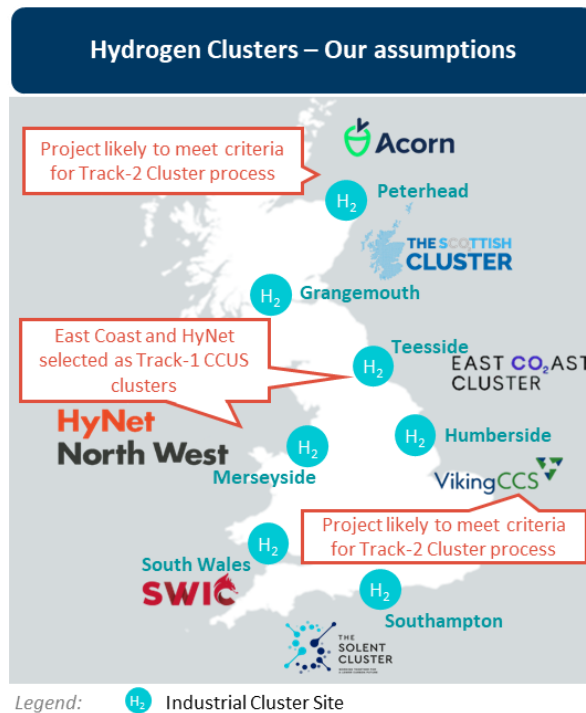 Hydrogen Clusters – Our assumptions
Acorn
Project likely to meet criteria
for Track-2 Cluster process
H₂
Peterhead
THE SCOTTISH
CLUSTER
H₂
Grangemouth
East Coast and HyNet
selected as Track-1 CCUS
clusters
Teesside
H₂
EAST CO₂AST
CLUSTER
HyNet
North West
H₂
Humberside
H₂
Merseyside
VikingCCS
Project likely to meet criteria
for Track-2 Cluster process
H₂
South Wales
SWIC
H₂
Southampton
THE
SOLENT
CLUSTER
Legend:
H₂
Industrial Cluster Site